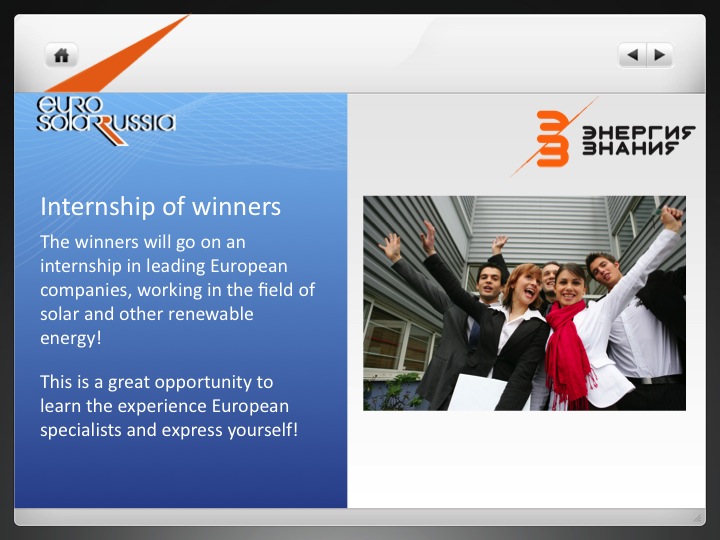 EURO
SOLARRUSSIA
ЭНЕРГИЯ
ЗНАНИЯ
Internship of winners
The winners will go on an
internship in leading European
companies, working in the field of
solar and other renewable
energy!
This is a great opportunity to
learn the experience European
specialists and express yourself!